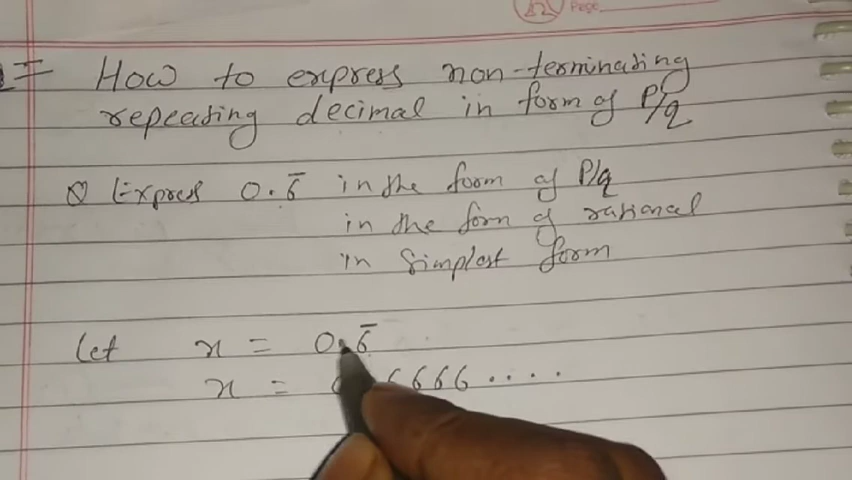 How to express non-terminating
repeating decimal in form of P/q
Q Express 0.6̅ in the form of P/q
in the form of rational
in simplest form
Let x = 0.6̅
x = 6666....